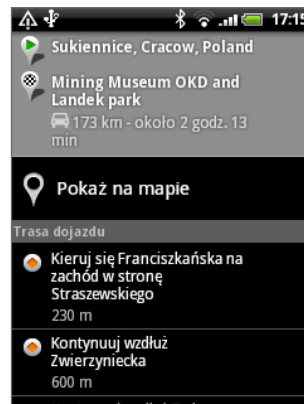 17:15
Sukiennice, Cracow, Poland
Mining Museum OKD and
Landek park
173 km - około 2 godz. 13
min
Pokaż na mapie
Trasa dojazdu
Kieruj się Franciszkańska na
zachód w stronę
Straszewskiego
230 m
Kontynuuj wzdłuż
Zwierzyniecka
600 m